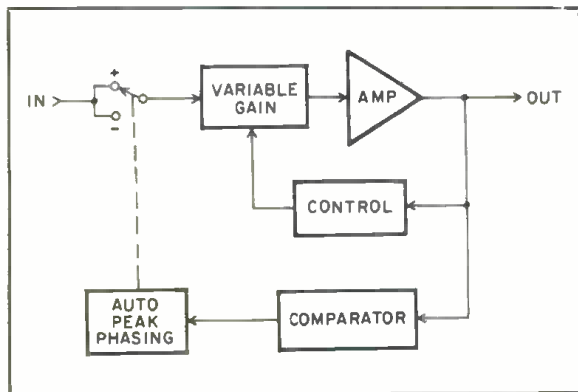 +
IN
-
VARIABLE
GAIN
AMP
OUT
CONTROL
AUTO
PEAK
PHASING
COMPARATOR